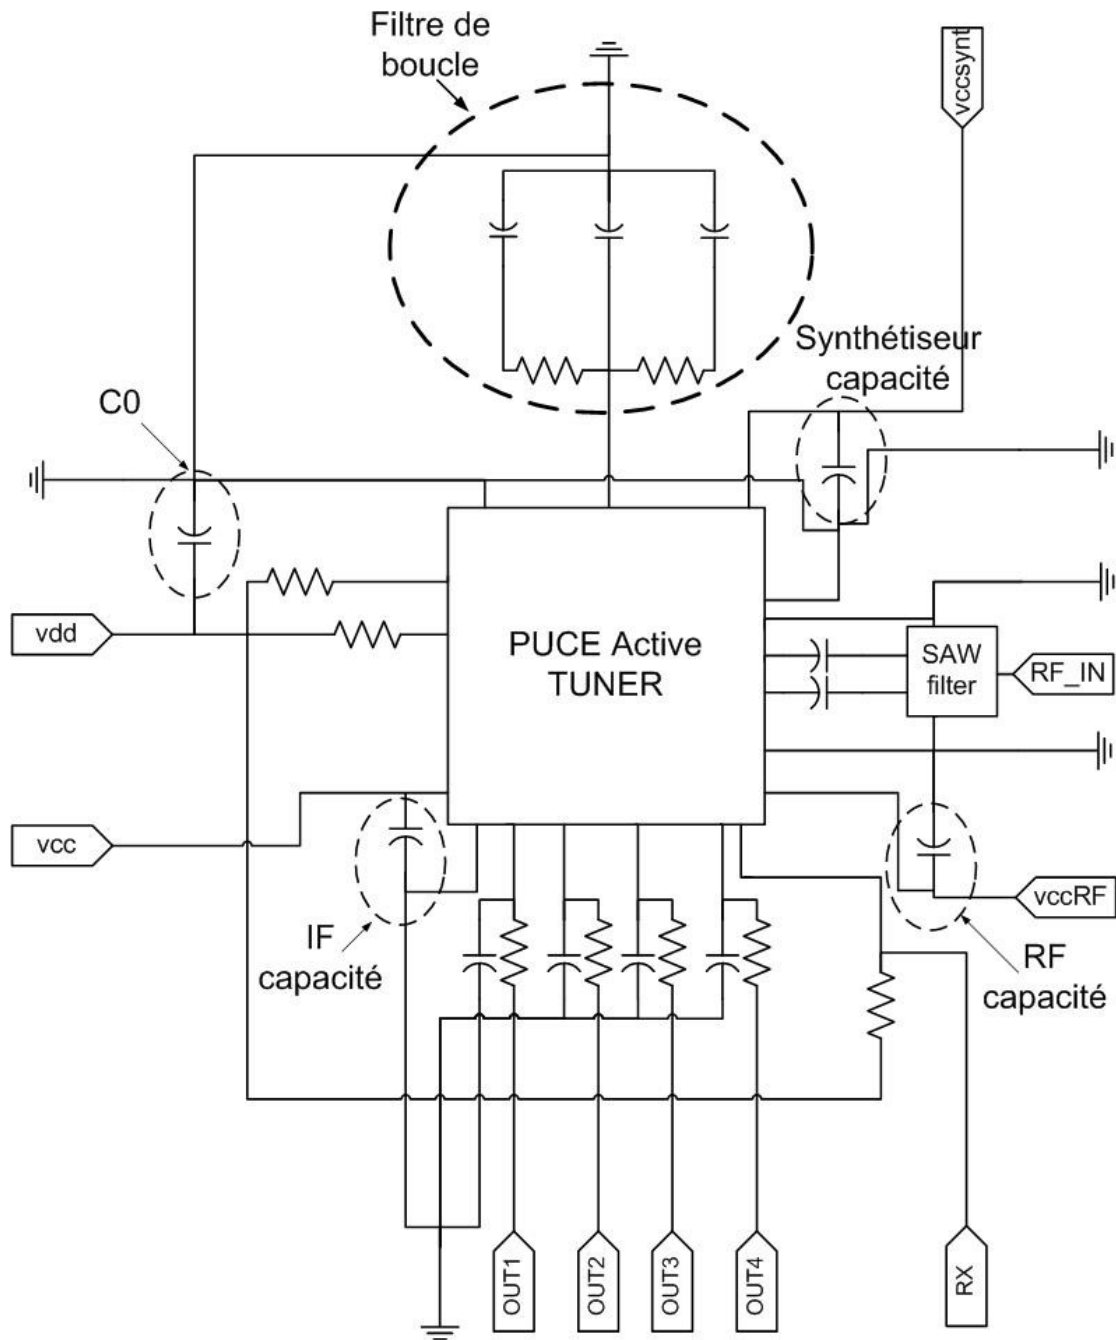 Filtre de
boucle
vccsynt
Synthétiseur
capacité
C0
vdd
PUCE Active
TUNER
SAW
filter
RF_IN
vcc
vccRF
IF
capacité
RF
capacité
OUT1
OUT2
OUT3
OUT4
RX